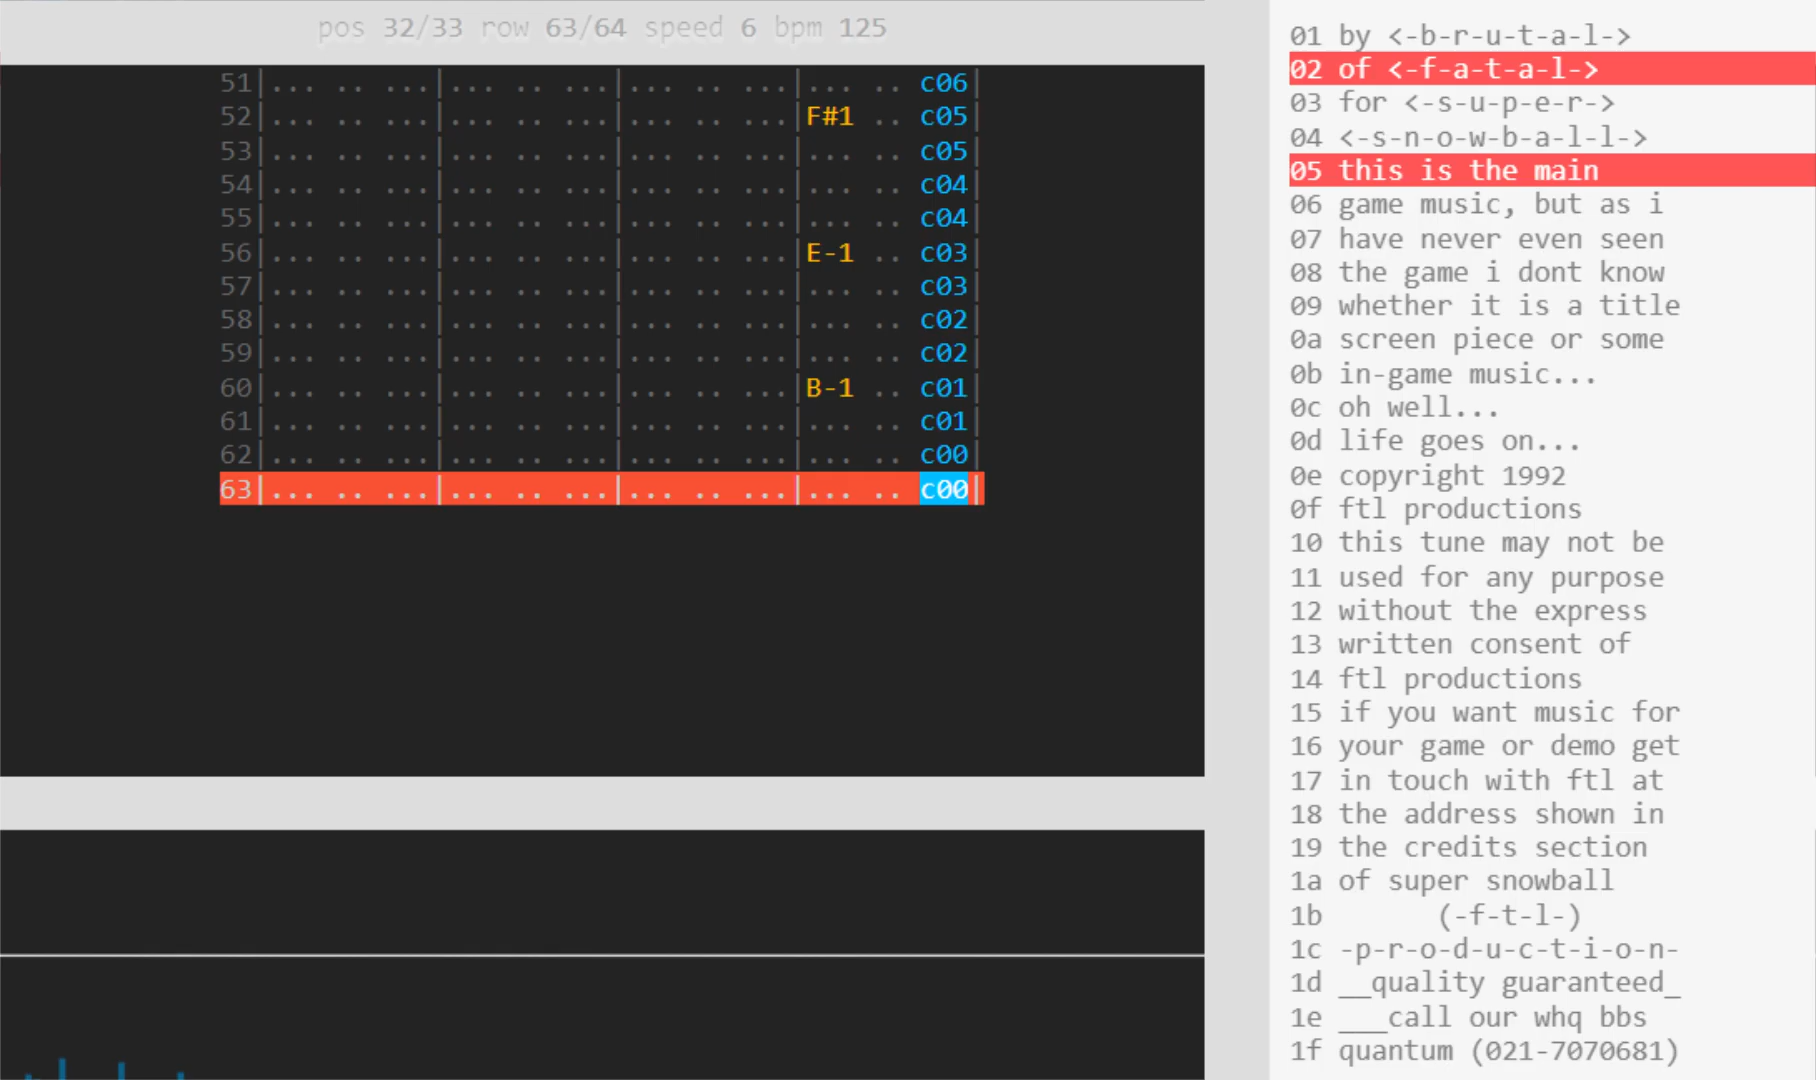 pos 32/33 row 63/64 speed 6 bpm 125
51|... .. ...|... .. ...|... .. ...|... .. c06|
52|... .. ...|... .. ...|... .. ...|F#1 .. c05|
53|... .. ...|... .. ...|... .. ...|... .. c05|
54|... .. ...|... .. ...|... .. ...|... .. c04|
55|... .. ...|... .. ...|... .. ...|... .. c04|
56|... .. ...|... .. ...|... .. ...|E-1 .. c03|
57|... .. ...|... .. ...|... .. ...|... .. c03|
58|... .. ...|... .. ...|... .. ...|... .. c02|
59|... .. ...|... .. ...|... .. ...|... .. c02|
60|... .. ...|... .. ...|... .. ...|B-1 .. c01|
61|... .. ...|... .. ...|... .. ...|... .. c01|
62|... .. ...|... .. ...|... .. ...|... .. c00|
63|... .. ...|... .. ...|... .. ...|... .. c00|
01 by <-b-r-u-t-a-l->
02 of <-f-a-t-a-l->
03 for <-s-u-p-e-r->
04 <-s-n-o-w-b-a-l-l->
05 this is the main
06 game music, but as i
07 have never even seen
08 the game i dont know
09 whether it is a title
0a screen piece or some
0b in-game music...
0c oh well...
0d life goes on...
0e copyright 1992
0f ftl productions
10 this tune may not be
11 used for any purpose
12 without the express
13 written consent of
14 ftl productions
15 if you want music for
16 your game or demo get
17 in touch with ftl at
18 the address shown in
19 the credits section
1a of super snowball
1b       (-f-t-l-)
1c -p-r-o-d-u-c-t-i-o-n-
1d __quality guaranteed_
1e ___call our whq bbs
1f quantum (021-7070681)